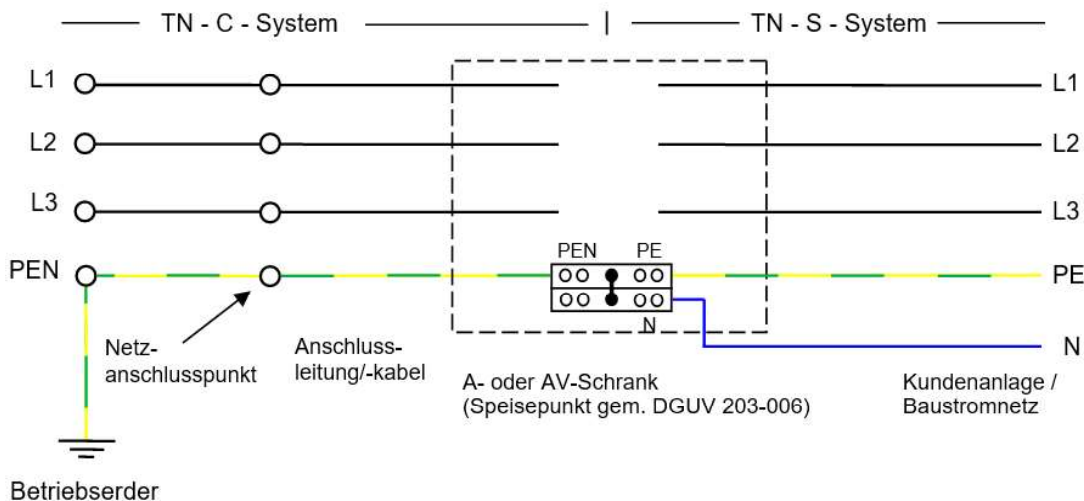 TN - C - System
TN - S - System
L1
L1
L2
L2
L3
L3
PEN
PEN
PE
PE
N
N
Netz-
anschlusspunkt
Anschluss-
leitung/-kabel
A- oder AV-Schrank
(Speisepunkt gem. DGUV 203-006)
Kundenanlage /
Baustromnetz
Betriebserder